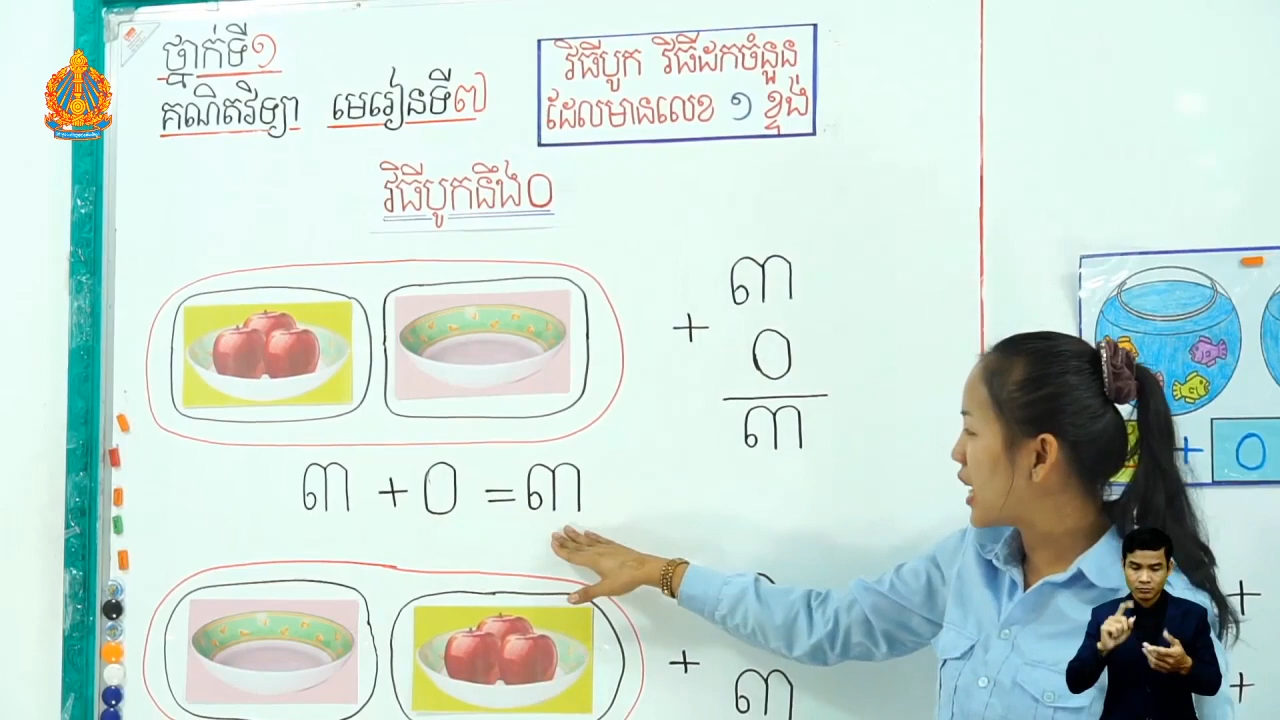 ថ្នាក់ទី១
គណិតវិទ្យា មេរៀនទី៧
វិធីបូក វិធីដកចំនួន
ដែលមានលេខ ១ ខ្ទង់
វិធីបូកនឹង០
៣
+
០
៣
៣ + ០ = ៣
+
៣
+ ០
+
+